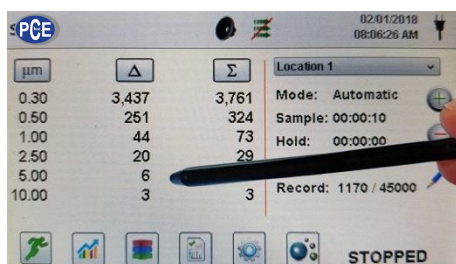 S PCE
02/01/2018
08:06:26 AM
µm Δ Σ
0.30 3,437 3,761
0.50 251 324
1.00 44 73
2.50 20 29
5.00 6
10.00 3 3
Location 1
Mode: Automatic
Sample: 00:00:10
Hold: 00:00:00
Record: 1170 / 45000
STOPPED